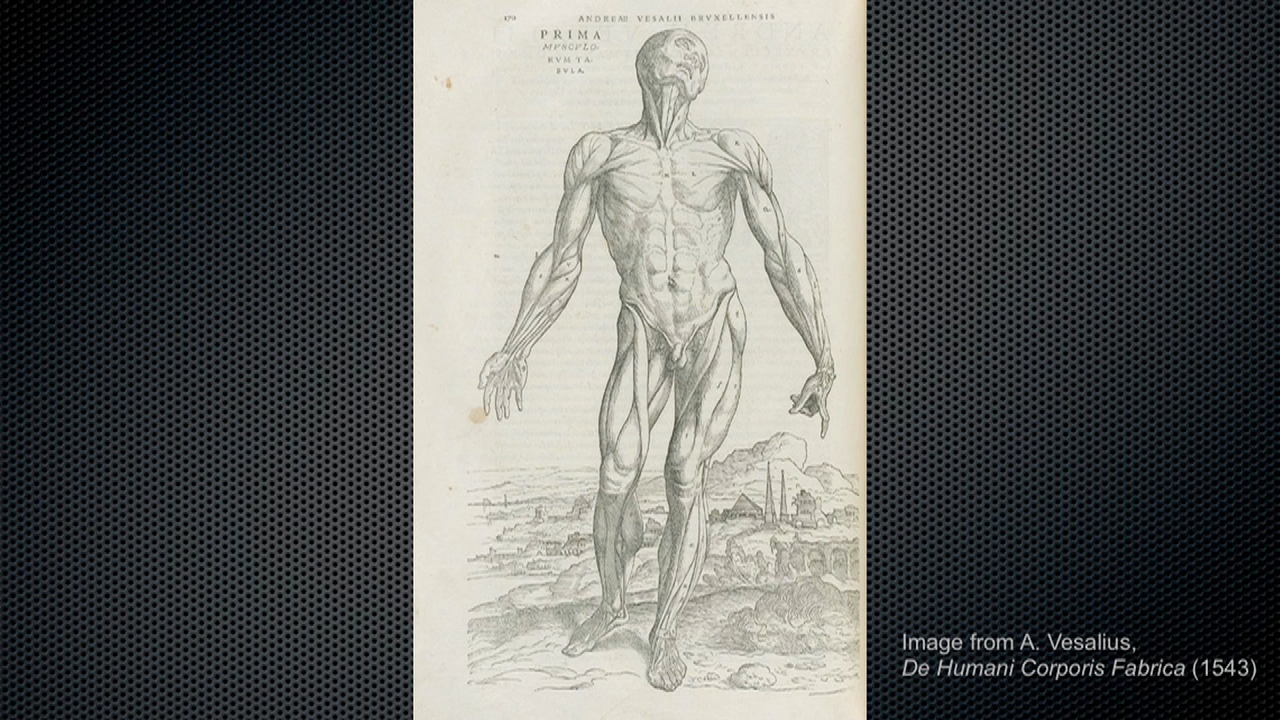 170
ANDREAE VESALII BRVXELLENSIS
PRIMA
MVSCVLO-
RVM TA-
BVLA.
Image from A. Vesalius,
De Humani Corporis Fabrica (1543)